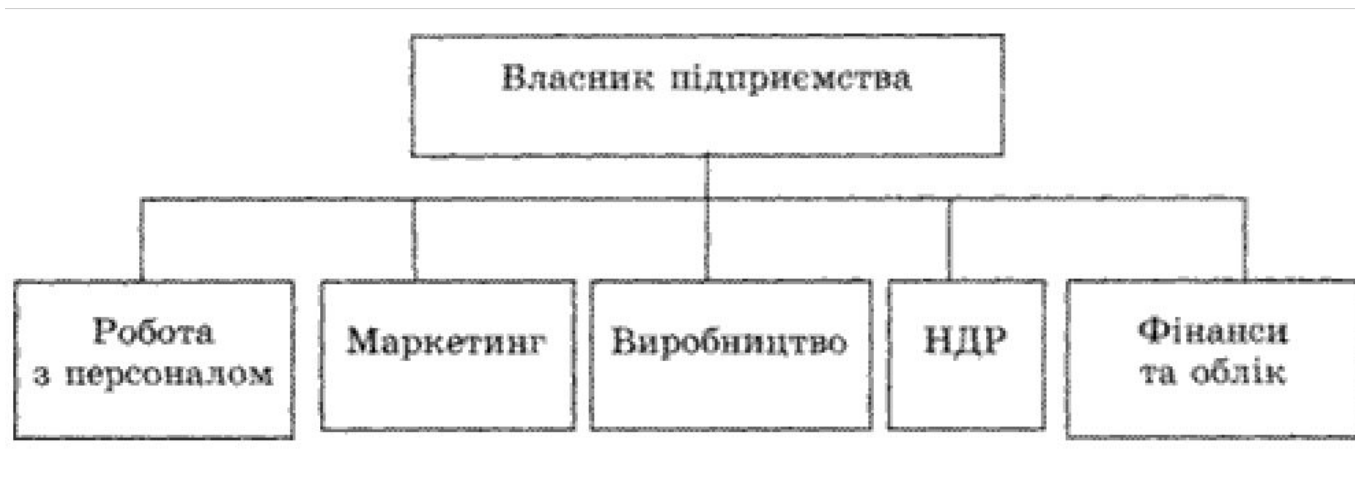 Власник підприємства
Робота
з персоналом
Маркетинг
Виробництво
НДР
Фінанси
та облік